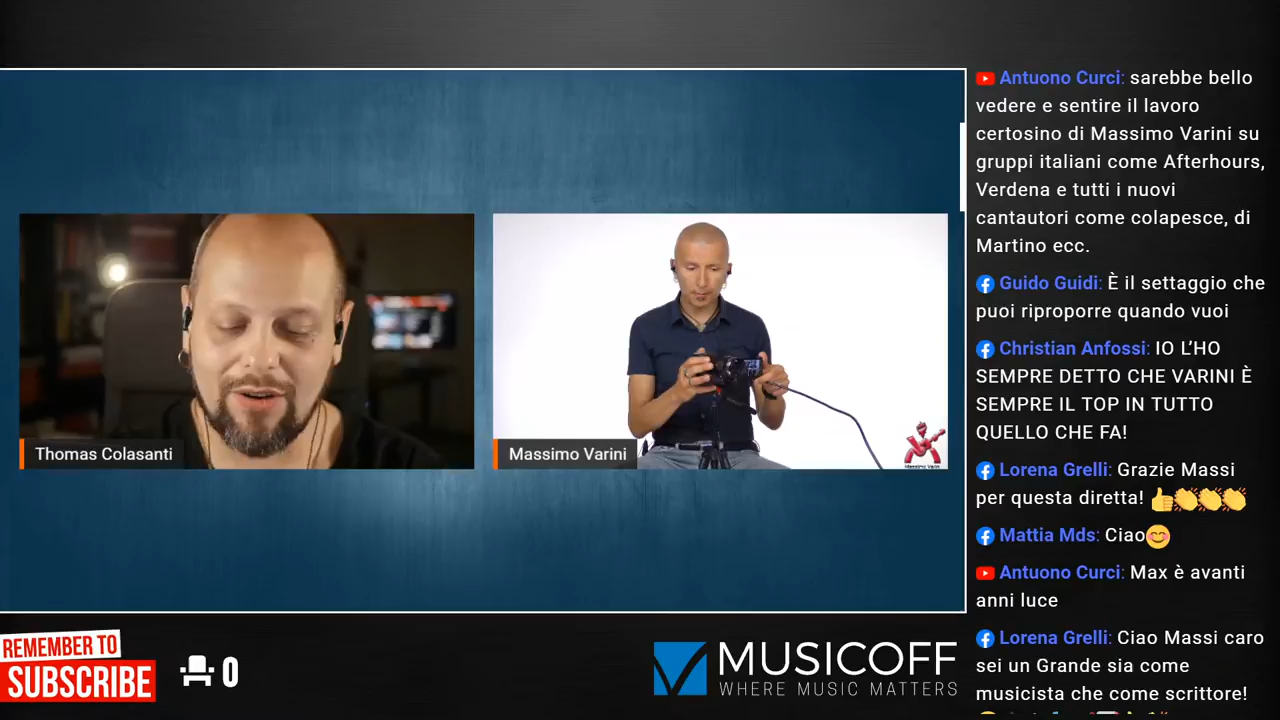 Antuono Curci: sarebbe bello
vedere e sentire il lavoro
certosino di Massimo Varini su
gruppi italiani come Afterhours,
Verdena e tutti i nuovi
cantautori come colapesce, di
Martino ecc.
Guido Guidi: È il settaggio che
puoi riproporre quando vuoi
Christian Anfossi: IO L’HO
SEMPRE DETTO CHE VARINI È
SEMPRE IL TOP IN TUTTO
QUELLO CHE FA!
Lorena Grelli: Grazie Massi
per questa diretta! 👍👏👏👏
Mattia Mds: Ciao😊
Antuono Curci: Max è avanti
anni luce
Lorena Grelli: Ciao Massi caro
sei un Grande sia come
musicista che come scrittore!
Thomas Colasanti
Massimo Varini
Massimo Varini
REMEMBER TO
SUBSCRIBE
0
MUSICOFF
WHERE MUSIC MATTERS